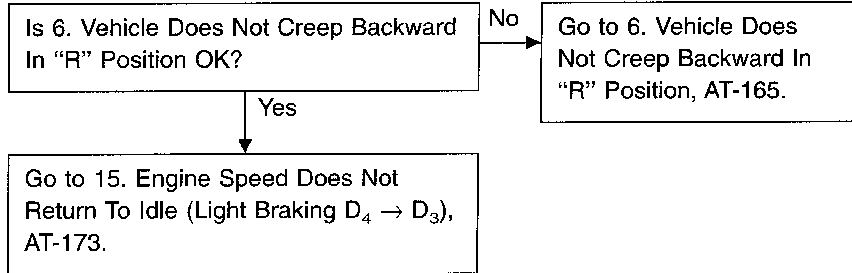 Is 6. Vehicle Does Not Creep Backward
In “R” Position OK?
No
Go to 6. Vehicle Does
Not Creep Backward In
“R” Position, AT-165.
Yes
Go to 15. Engine Speed Does Not
Return To Idle (Light Braking D₄ → D₃),
AT-173.